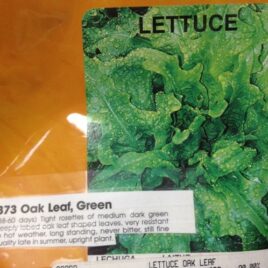 LETTUCE
373 Oak Leaf, Green
58-60 days) Tight rosettes of medium dark green
deeply lobed oak leaf shaped leaves, very resistant
hot weather, long standing, never bitter, still fine
quality late in summer, upright plant.
LECHUGA LAITUE
LETTUCE OAK LEAF